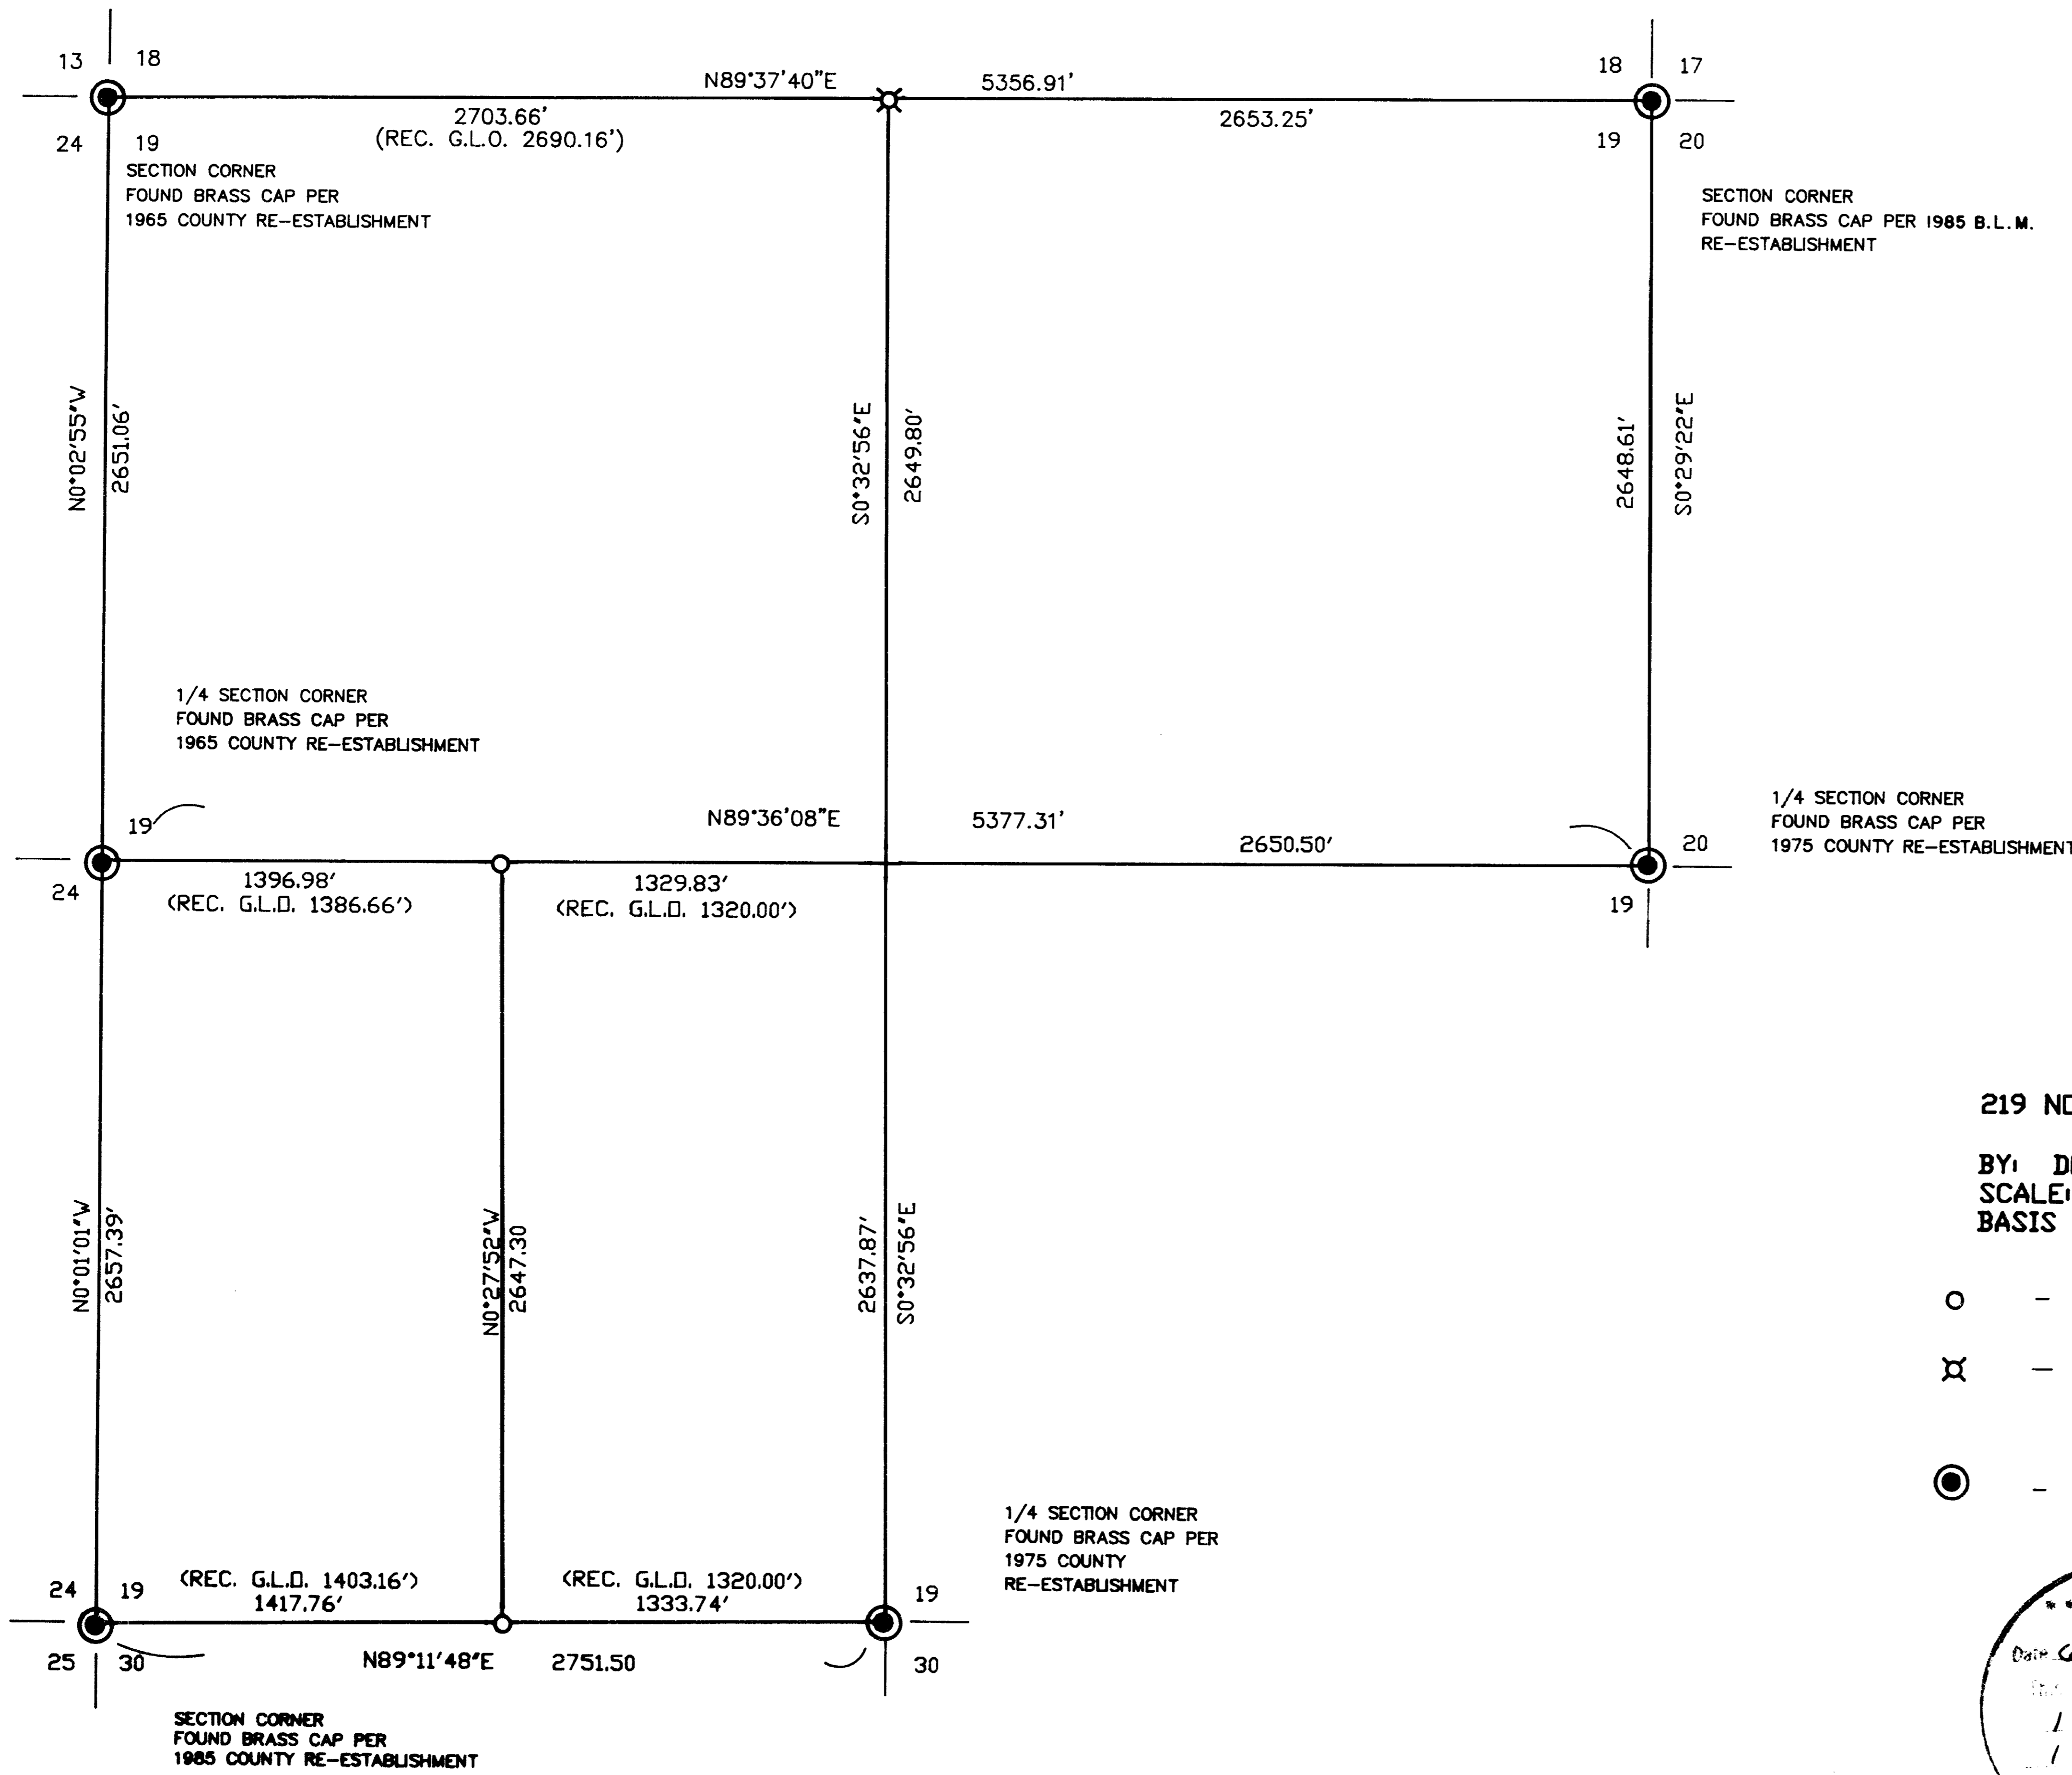 13 18
N89°37'40"E 5356.91'
18 17
2703.66'
(REC. G.L.O. 2690.16')
2653.25'
24 19
19 20
SECTION CORNER
FOUND BRASS CAP PER
1965 COUNTY RE-ESTABLISHMENT
SECTION CORNER
FOUND BRASS CAP PER 1985 B.L.M.
RE-ESTABLISHMENT
N0°02'55"W
2651.06'
S0°32'56"E
2649.80'
2648.61'
S0°29'22"E
1/4 SECTION CORNER
FOUND BRASS CAP PER
1965 COUNTY RE-ESTABLISHMENT
1/4 SECTION CORNER
FOUND BRASS CAP PER
1975 COUNTY RE-ESTABLISHMENT
19
N89°36'08"E 5377.31'
2650.50'
20
24
1396.98'
(REC. G.L.O. 1386.66')
1329.83'
(REC. G.L.O. 1320.00')
19
219
BY:
SCALE:
BASIS
N0°01'01"W
2657.39'
N0°27'52"W
2647.30
2637.87'
S0°32'56"E
○ –
¤ –
◉ –
1/4 SECTION CORNER
FOUND BRASS CAP PER
1975 COUNTY
RE-ESTABLISHMENT
24 19
(REC. G.L.O. 1403.16')
1417.76'
(REC. G.L.O. 1320.00')
1333.74'
19
25 30
N89°11'48"E 2751.50
30
SECTION CORNER
FOUND BRASS CAP PER
1985 COUNTY RE-ESTABLISHMENT
Date